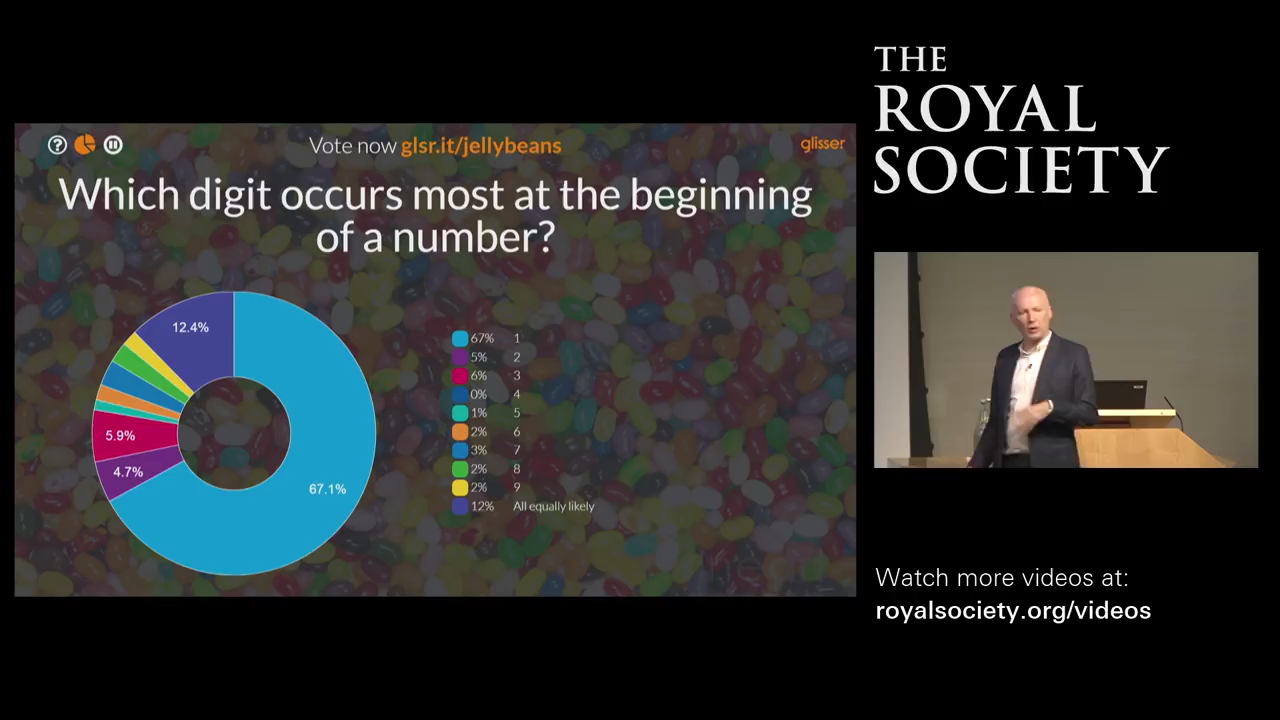 Vote now glsr.it/jellybeans
glisser
Which digit occurs most at the beginning
of a number?
12.4%
5.9%
4.7%
67.1%
67% 1
5% 2
6% 3
0% 4
1% 5
2% 6
3% 7
2% 8
2% 9
12% All equally likely
THE
ROYAL
SOCIETY
Watch more videos at:
royalsociety.org/videos